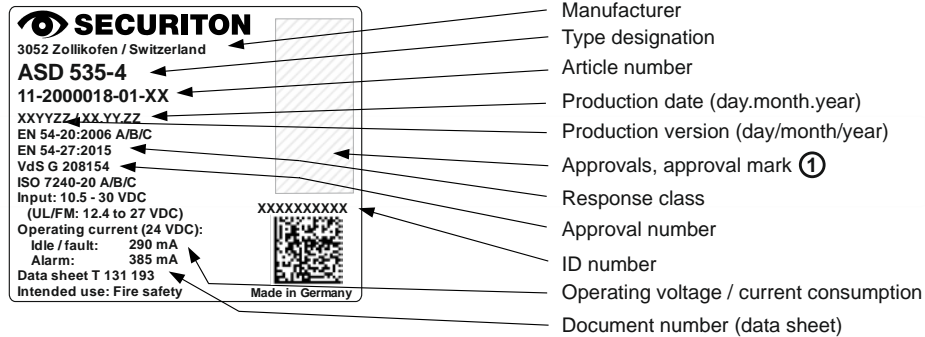 SECURITON
3052 Zollikofen / Switzerland
ASD 535-4
11-2000018-01-XX
XXYYZZ / XX.YY.ZZ
EN 54-20:2006 A/B/C
EN 54-27:2015
VdS G 208154
ISO 7240-20 A/B/C
Input: 10.5 - 30 VDC
(UL/FM: 12.4 to 27 VDC)
Operating current (24 VDC):
Idle / fault: 290 mA
Alarm: 385 mA
Data sheet T 131 193
Intended use: Fire safety
XXXXXXXXXX
Made in Germany
Manufacturer
Type designation
Article number
Production date (day.month.year)
Production version (day/month/year)
Approvals, approval mark ①
Response class
Approval number
ID number
Operating voltage / current consumption
Document number (data sheet)